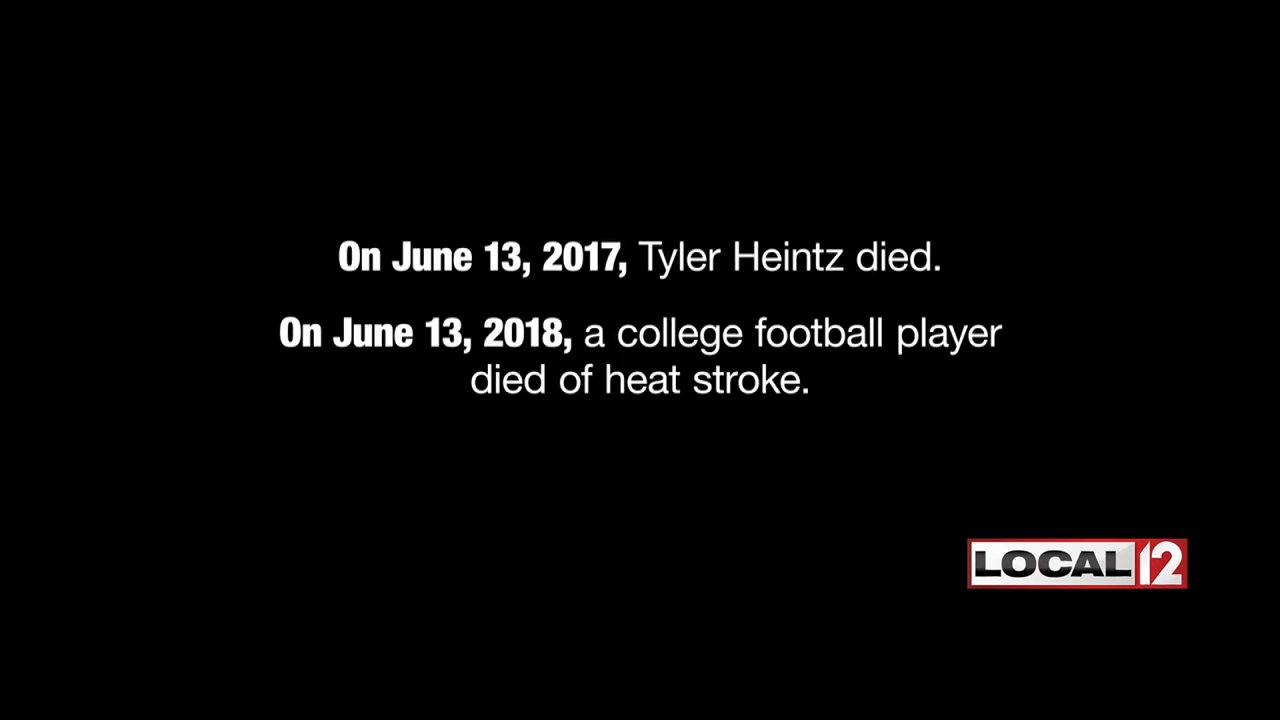 On June 13, 2017, Tyler Heintz died.
On June 13, 2018, a college football player
died of heat stroke.
LOCAL 12